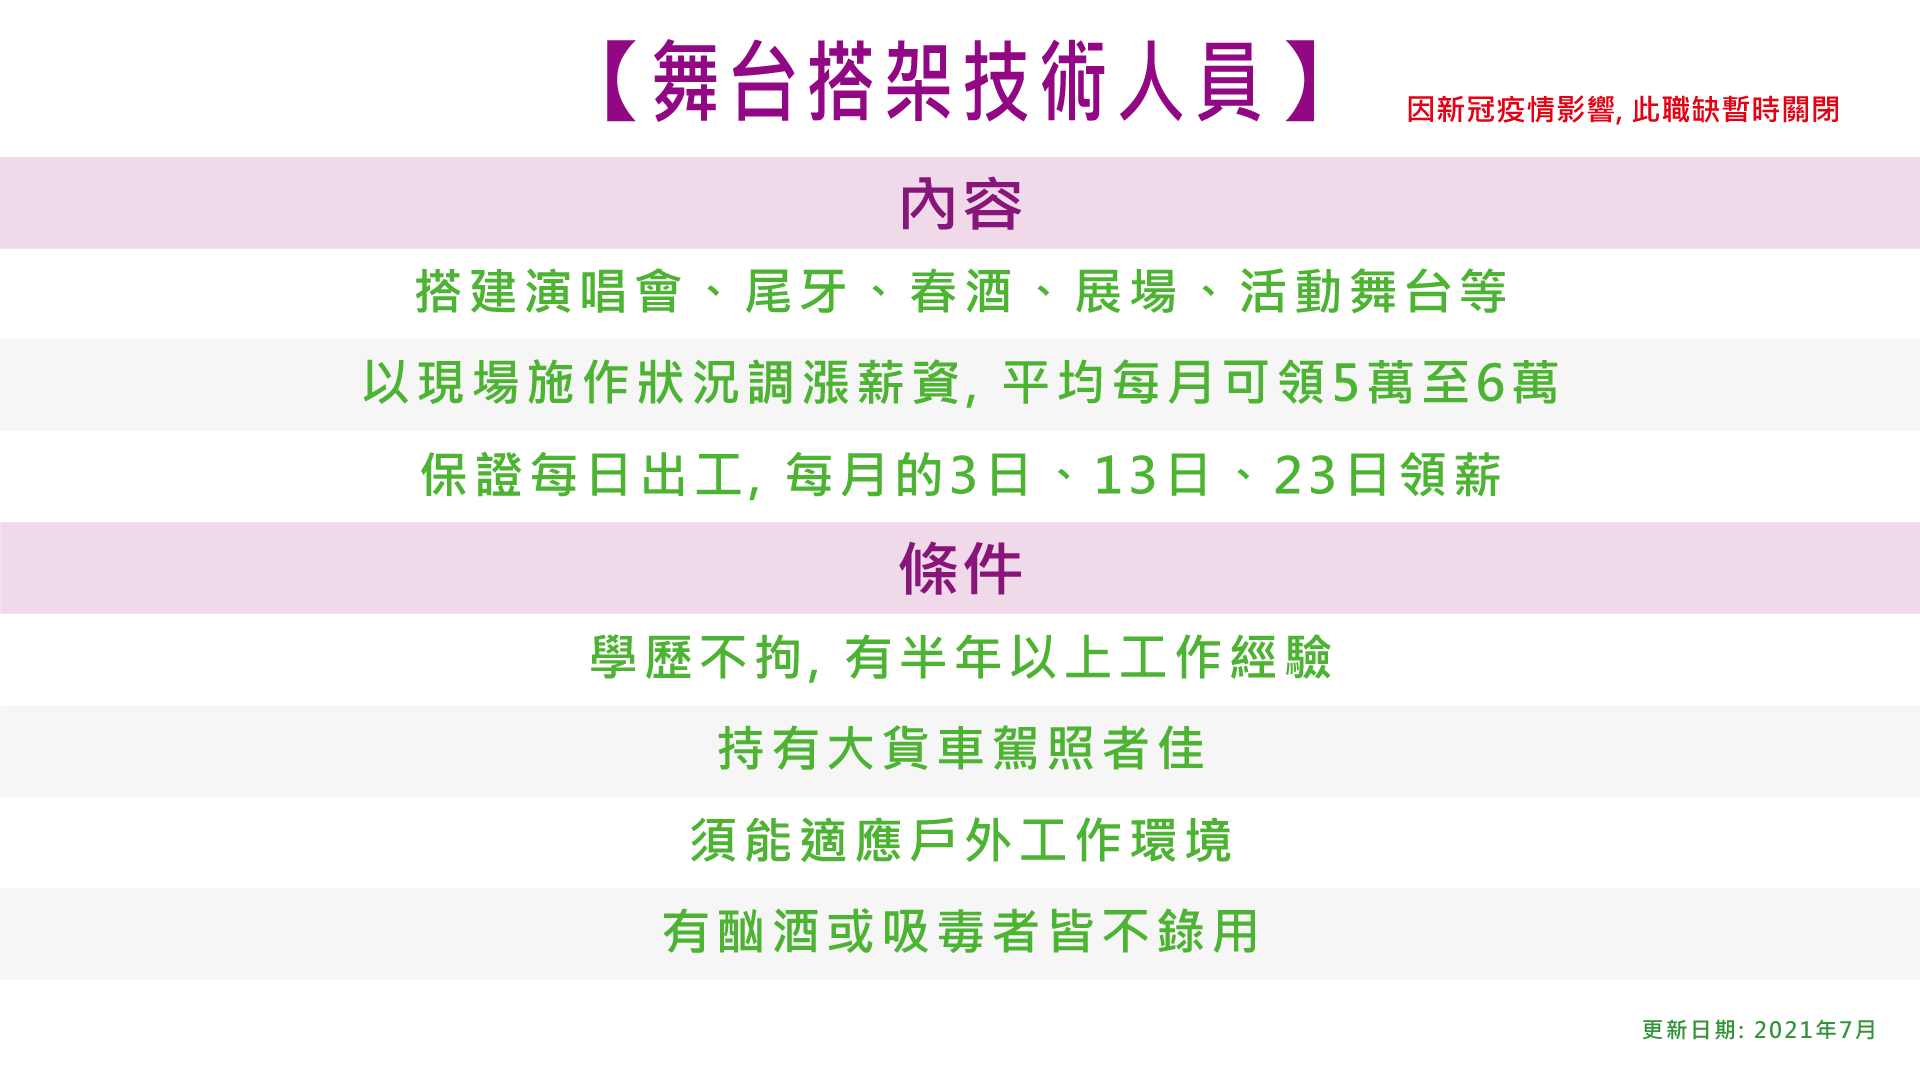 【舞台搭架技術人員】
因新冠疫情影響, 此職缺暫時關閉
內容
搭建演唱會、尾牙、春酒、展場、活動舞台等
以現場施作狀況調漲薪資, 平均每月可領5萬至6萬
保證每日出工, 每月的3日、13日、23日領薪
條件
學歷不拘, 有半年以上工作經驗
持有大貨車駕照者佳
須能適應戶外工作環境
有酗酒或吸毒者皆不錄用
更新日期: 2021年7月